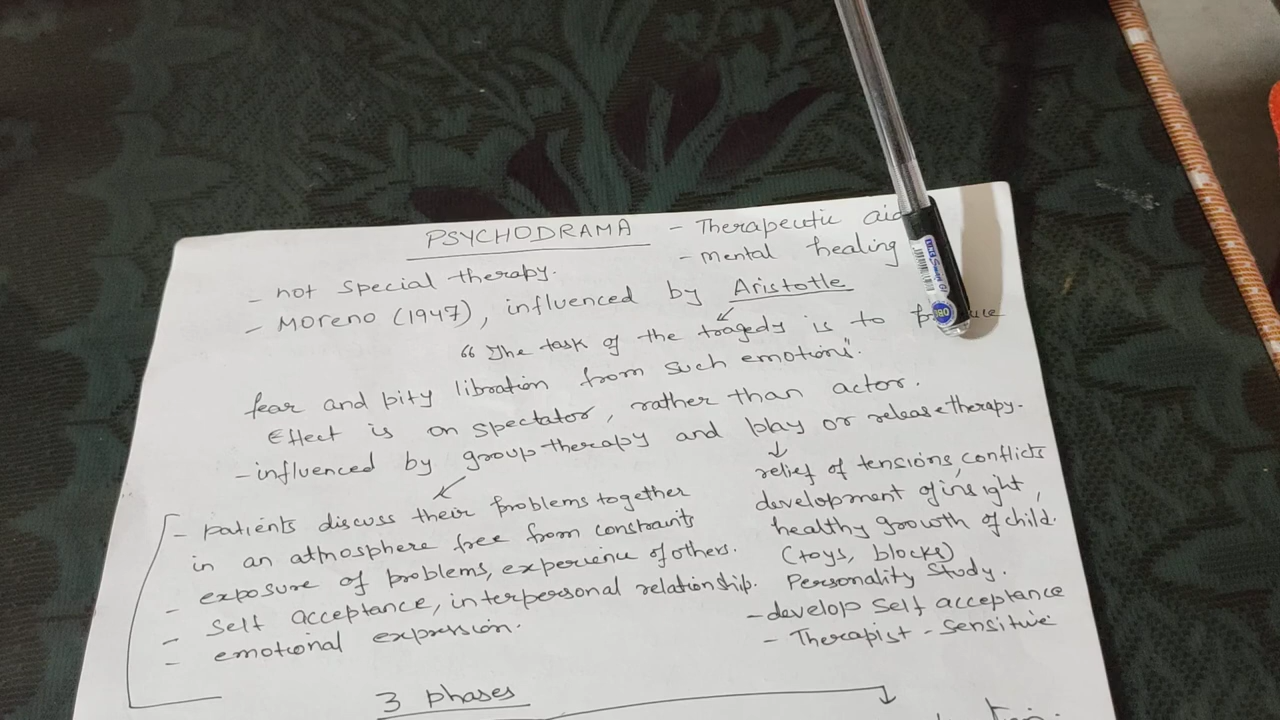 PSYCHODRAMA - Therapeutic aid
- mental healing
- not special therapy.
- Moreno (1947), influenced by Aristotle
"The task of the tragedy is to
fear and pity libration from such emotions".
Effect is on spectator, rather than actor.
- influenced by group therapy and play or release therapy.
- patients discuss their problems together
in an atmosphere free from constraints
- exposure of problems, experience of others.
- Self acceptance, interpersonal relationship.
- emotional expression.
relief of tensions, conflicts
development of insight,
healthy growth of child.
(toys, blocks)
Personality Study.
- develop self acceptance
- Therapist - Sensitive
3 phases